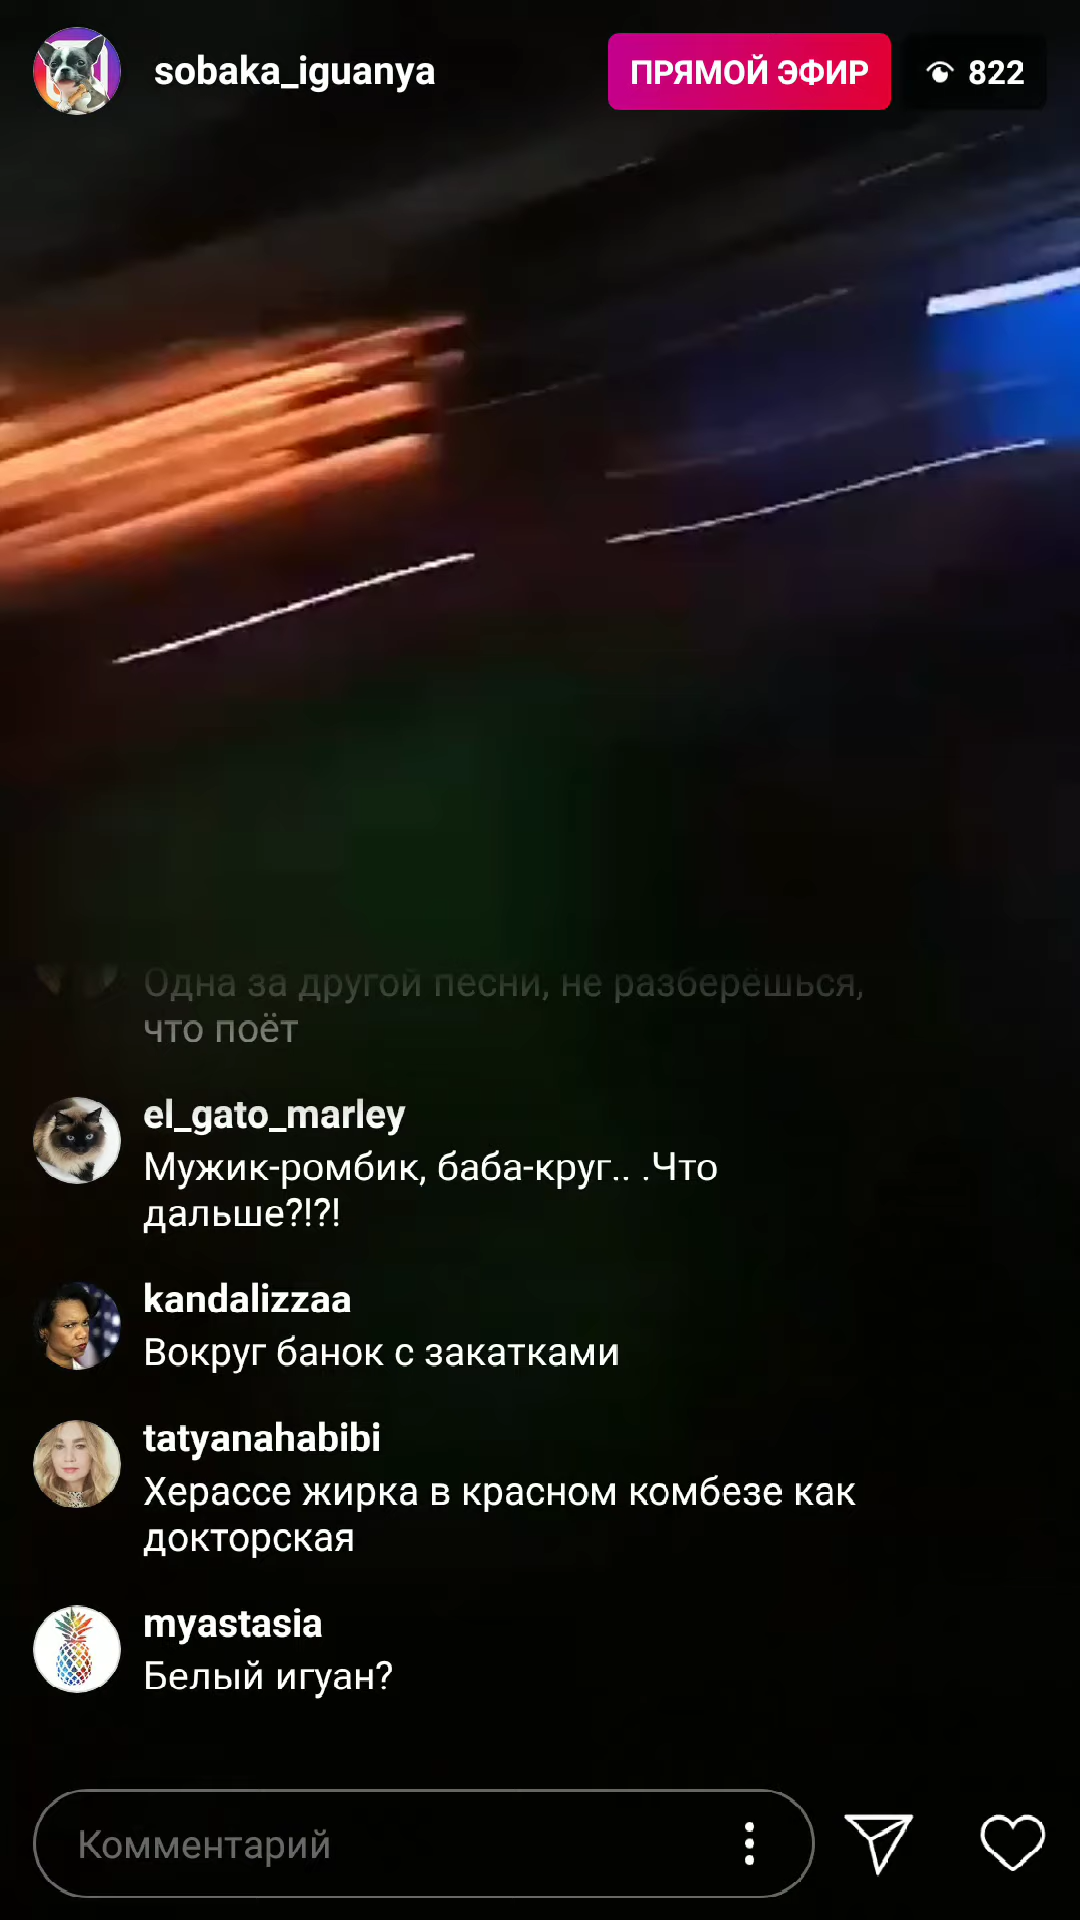 sobaka_iguanya
ПРЯМОЙ ЭФИР
822
Одна за другой песни, не разберёшься,
что поёт
el_gato_marley
Мужик-ромбик, баба-круг.. .Что
дальше?!?!
kandalizzaa
Вокруг банок с закатками
tatyanahabibi
Херассе жирка в красном комбезе как
докторская
myastasia
Белый игуан?
Комментарий